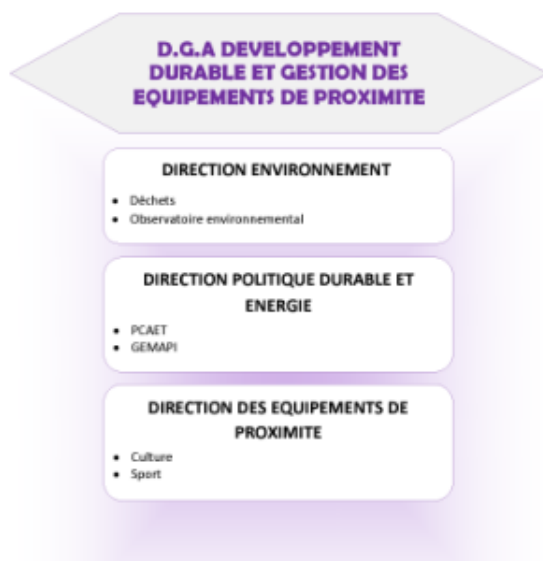 D.G.A DEVELOPPEMENT
DURABLE ET GESTION DES
EQUIPEMENTS DE PROXIMITE
DIRECTION ENVIRONNEMENT
• Déchets
• Observatoire environnemental
DIRECTION POLITIQUE DURABLE ET
ENERGIE
• PCAET
• GEMAPI
DIRECTION DES EQUIPEMENTS DE
PROXIMITE
• Culture
• Sport